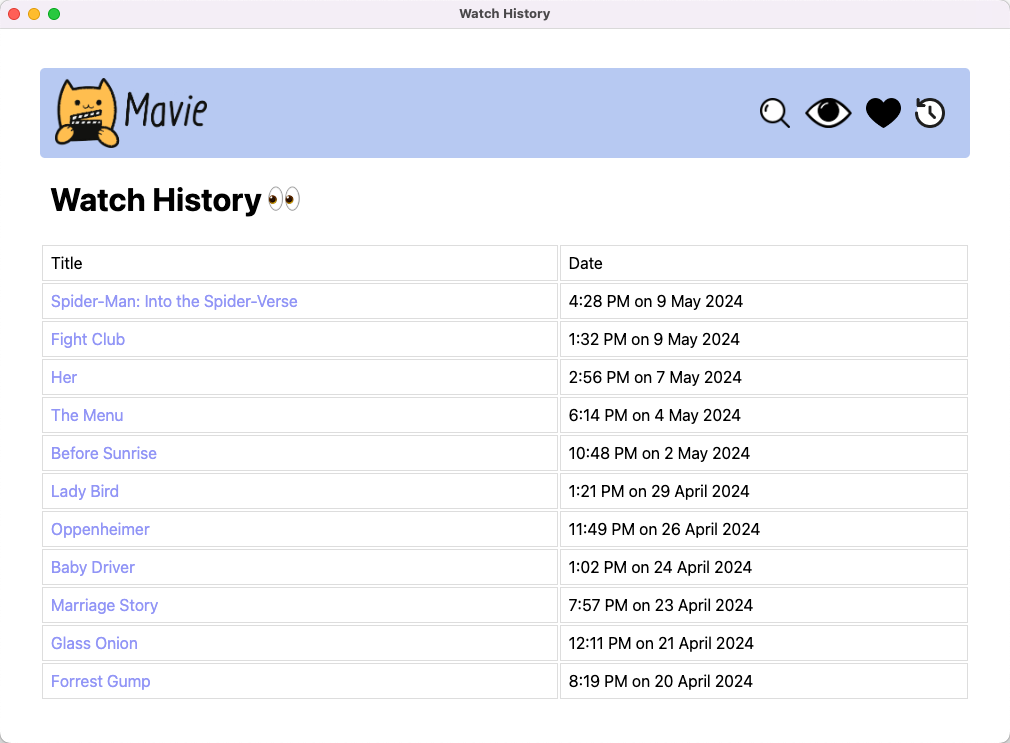 Watch History
Mavie
Watch History 👀
Title Date
Spider-Man: Into the Spider-Verse 4:28 PM on 9 May 2024
Fight Club 1:32 PM on 9 May 2024
Her 2:56 PM on 7 May 2024
The Menu 6:14 PM on 4 May 2024
Before Sunrise 10:48 PM on 2 May 2024
Lady Bird 1:21 PM on 29 April 2024
Oppenheimer 11:49 PM on 26 April 2024
Baby Driver 1:02 PM on 24 April 2024
Marriage Story 7:57 PM on 23 April 2024
Glass Onion 12:11 PM on 21 April 2024
Forrest Gump 8:19 PM on 20 April 2024